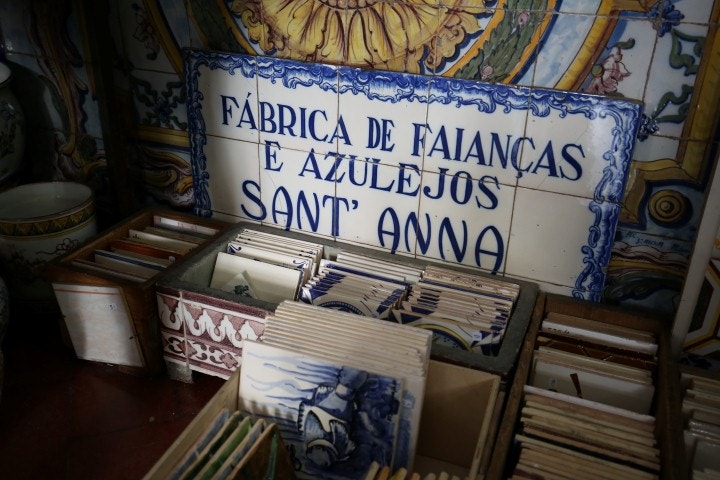 FÁBRICA DE FAIANÇAS
E AZULEJOS
SANT' ANNA